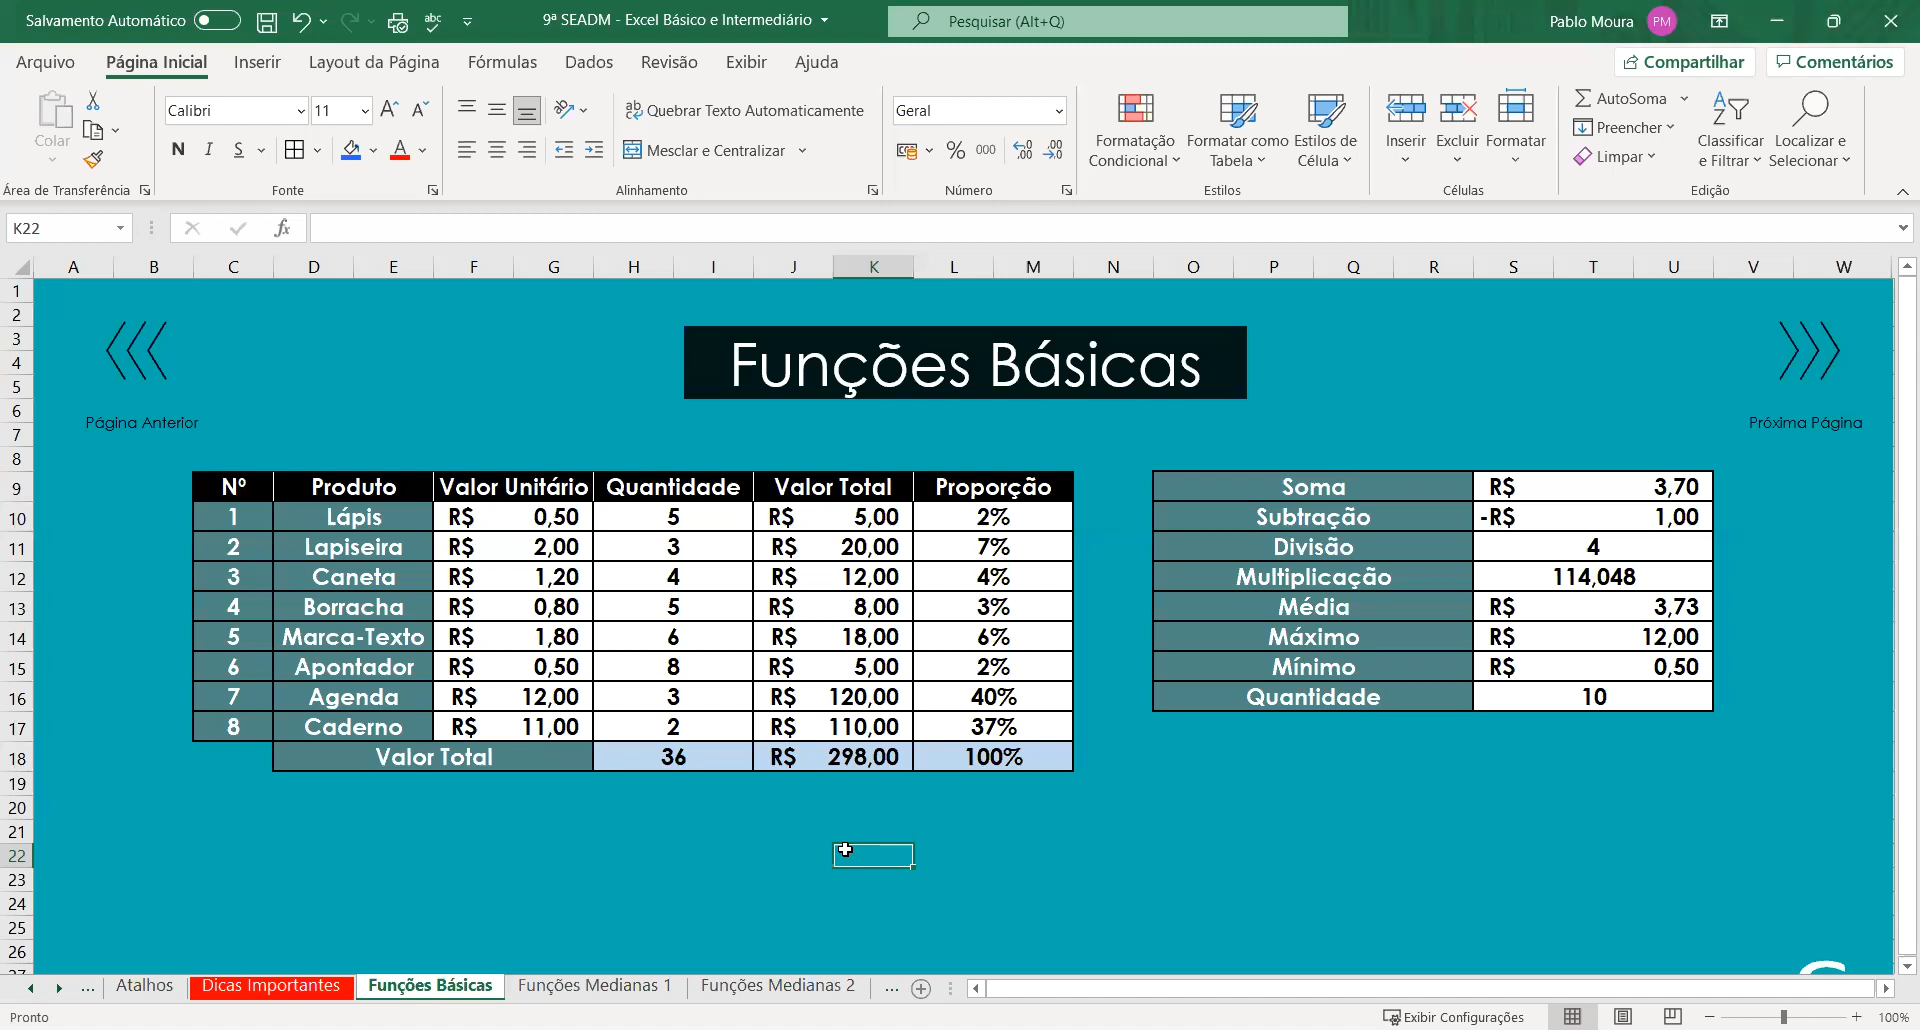 Salvamento Automático
9ª SEADM - Excel Básico e Intermediário
Pesquisar (Alt+Q)
Pablo Moura PM
Arquivo Página Inicial Inserir Layout da Página Fórmulas Dados Revisão Exibir Ajuda
Compartilhar Comentários
Colar
Área de Transferência
Calibri 11
N I S
Fonte
Quebrar Texto Automaticamente
Mesclar e Centralizar
Alinhamento
Geral
% 000
Número
Formatação Condicional
Formatar como Tabela
Estilos de Célula
Estilos
Inserir Excluir Formatar
Células
AutoSoma
Preencher
Limpar
Classificar e Filtrar
Localizar e Selecionar
Edição
K22
fx
A B C D E F G H I J K L M N O P Q R S T U V W
1
2
3
4
5
6
7
8
9
10
11
12
13
14
15
16
17
18
19
20
21
22
23
24
25
26
27
Funções Básicas
Página Anterior
Próxima Página
Nº Produto Valor Unitário Quantidade Valor Total Proporção
1 Lápis R$ 0,50 5 R$ 5,00 2%
2 Lapiseira R$ 2,00 3 R$ 20,00 7%
3 Caneta R$ 1,20 4 R$ 12,00 4%
4 Borracha R$ 0,80 5 R$ 8,00 3%
5 Marca-Texto R$ 1,80 6 R$ 18,00 6%
6 Apontador R$ 0,50 8 R$ 5,00 2%
7 Agenda R$ 12,00 3 R$ 120,00 40%
8 Caderno R$ 11,00 2 R$ 110,00 37%
Valor Total 36 R$ 298,00 100%
Soma R$ 3,70
Subtração -R$ 1,00
Divisão 4
Multiplicação 114,048
Média R$ 3,73
Máximo R$ 12,00
Mínimo R$ 0,50
Quantidade 10
... Atalhos Dicas Importantes Funções Básicas Funções Medianas 1 Funções Medianas 2 ...
Pronto
Exibir Configurações
100%